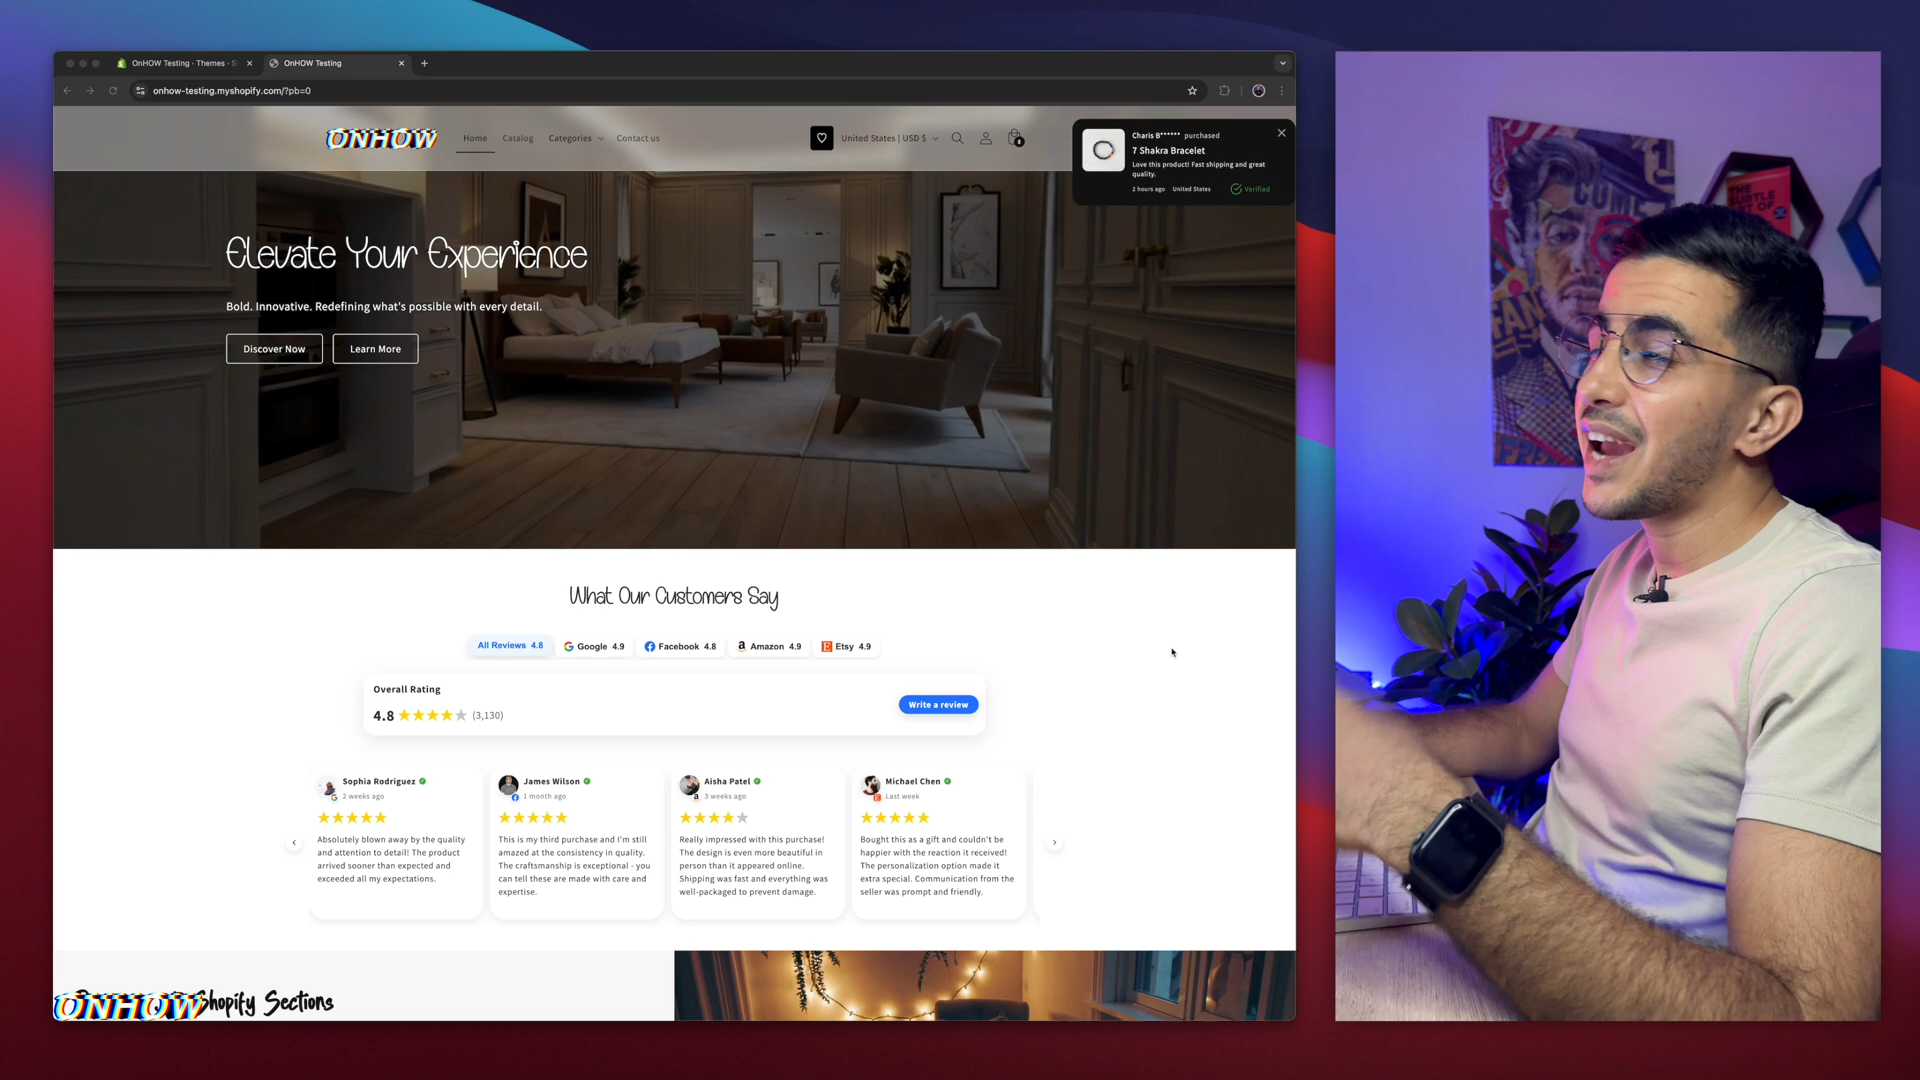 OnHOW Testing · Themes · S
OnHOW Testing
onhow-testing.myshopify.com/?pb=0
ONHOW
Home
Catalog
Categories
Contact us
United States | USD $
Charis B****** purchased
7 Shakra Bracelet
Love this product! Fast shipping and great
quality.
2 hours ago
United States
Verified
Elevate Your Experience
Bold. Innovative. Redefining what's possible with every detail.
Discover Now
Learn More
What Our Customers Say
All Reviews 4.8
Google 4.9
Facebook 4.8
Amazon 4.9
Etsy 4.9
Overall Rating
4.8
(3,130)
Write a review
Sophia Rodriguez
2 weeks ago
Absolutely blown away by the quality
and attention to detail! The product
arrived sooner than expected and
exceeded all my expectations.
James Wilson
1 month ago
This is my third purchase and I'm still
amazed at the consistency in quality.
The craftsmanship is exceptional - you
can tell these are made with care and
expertise.
Aisha Patel
3 weeks ago
Really impressed with this purchase!
The design is even more beautiful in
person than it appeared online.
Shipping was fast and everything was
well-packaged to prevent damage.
Michael Chen
Last week
Bought this as a gift and couldn't be
happier with the reaction it received!
The personalization option made it
extra special. Communication from the
seller was prompt and friendly.
Shopify Sections
ONHOW
COME
FAN
THE
SUBTLE